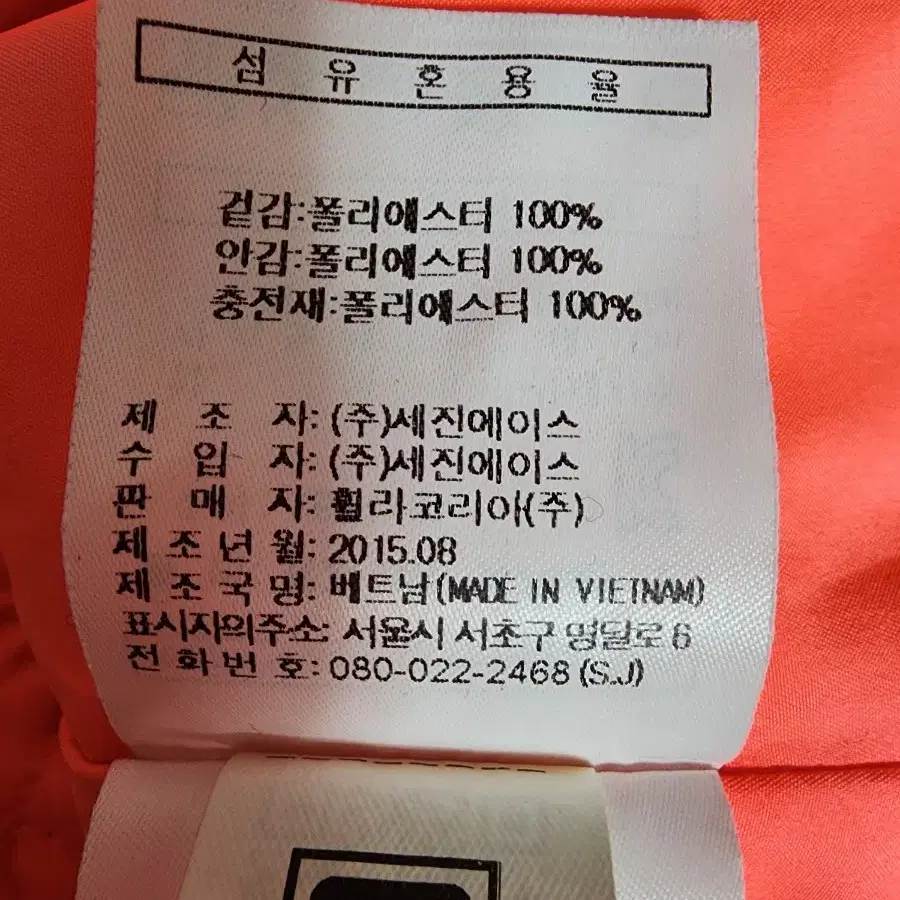 섬유혼용율
겉감:폴리에스터 100%
안감:폴리에스터 100%
충전재:폴리에스터 100%
제 조 자: (주)세진에이스
수 입 자: (주)세진에이스
판 매 자: 휠라코리아(주)
제 조 년 월: 2015.08
제 조 국 명: 베트남(MADE IN VIETNAM)
표시자의주소: 서울시 서초구 명달로 6
전 화 번 호: 080-022-2468 (S.J)